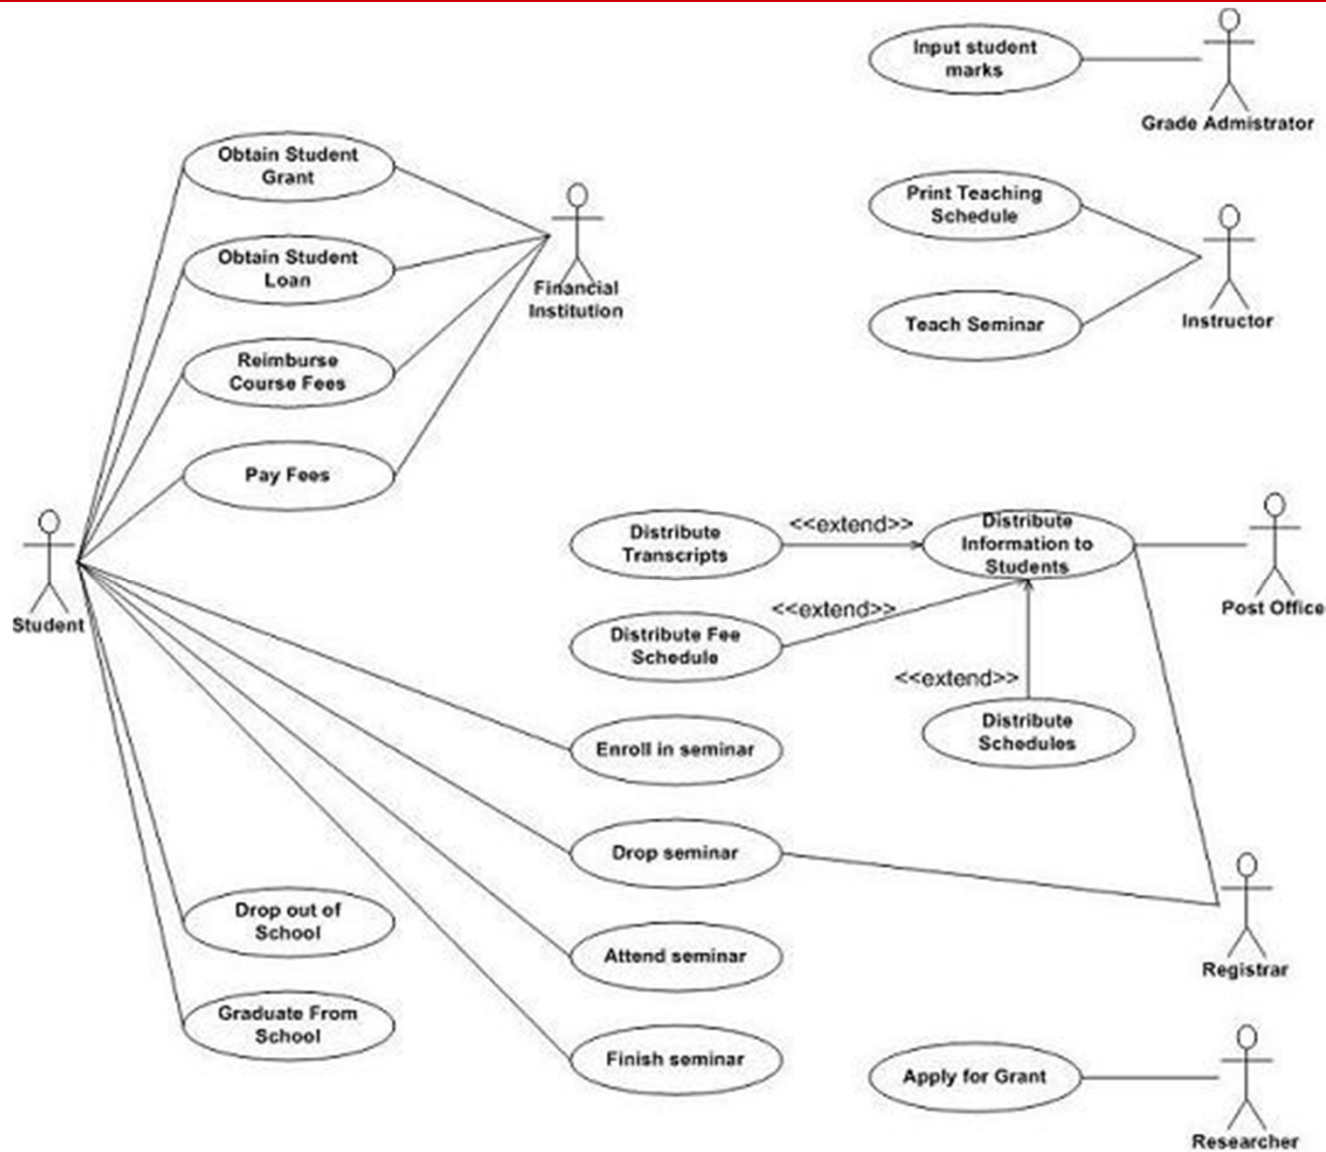 Input student
marks
Grade Admistrator
Obtain Student
Grant
Print Teaching
Schedule
Obtain Student
Loan
Financial
Institution
Teach Seminar
Instructor
Reimburse
Course Fees
Pay Fees
Student
Distribute
Transcripts
<<extend>>
Distribute
Information to
Students
Post Office
<<extend>>
Distribute Fee
Schedule
<<extend>>
Distribute
Schedules
Enroll in seminar
Drop seminar
Registrar
Drop out of
School
Attend seminar
Graduate From
School
Finish seminar
Apply for Grant
Researcher